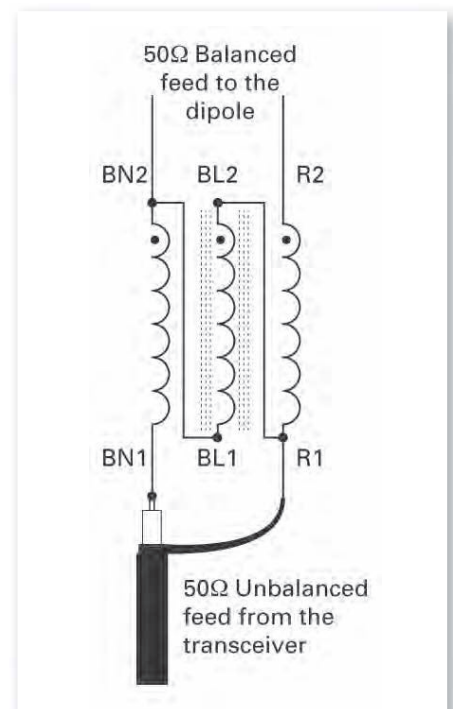 50Ω Balanced
feed to the
dipole
BN2 BL2 R2
BN1 BL1 R1
50Ω Unbalanced
feed from the
transceiver